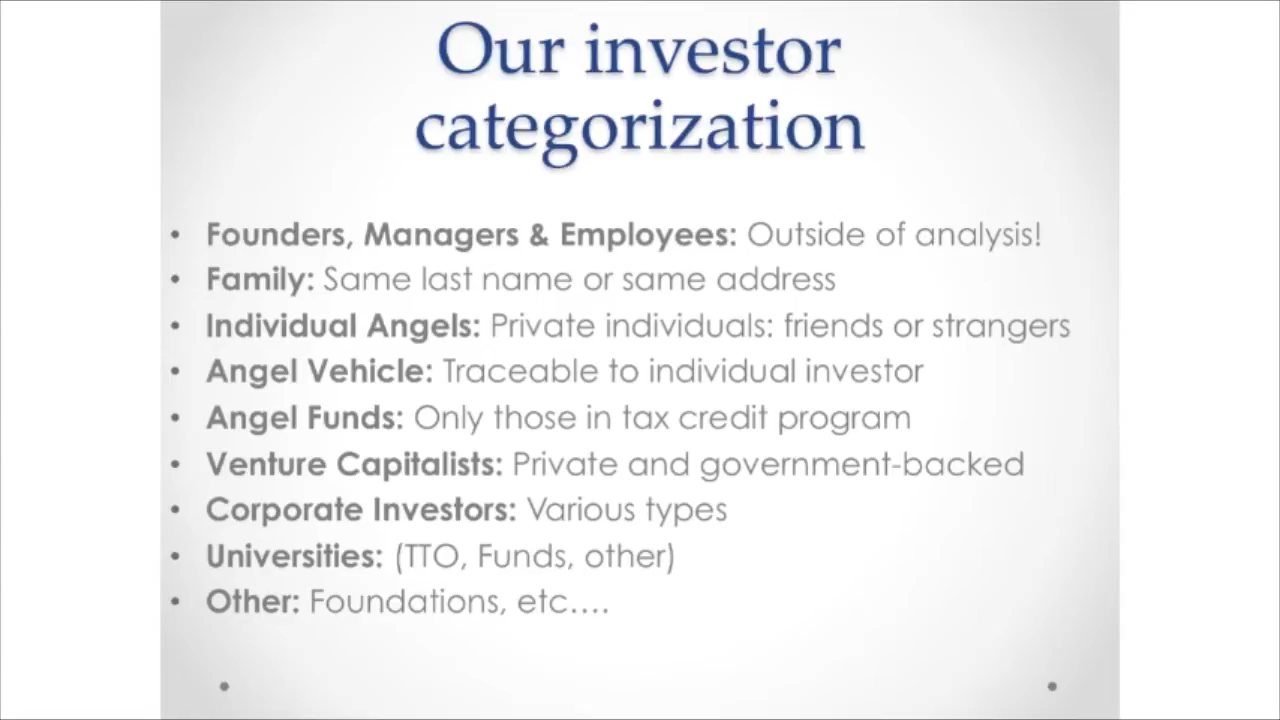 Our investor
categorization
• Founders, Managers & Employees: Outside of analysis!
• Family: Same last name or same address
• Individual Angels: Private individuals: friends or strangers
• Angel Vehicle: Traceable to individual investor
• Angel Funds: Only those in tax credit program
• Venture Capitalists: Private and government-backed
• Corporate Investors: Various types
• Universities: (TTO, Funds, other)
• Other: Foundations, etc....